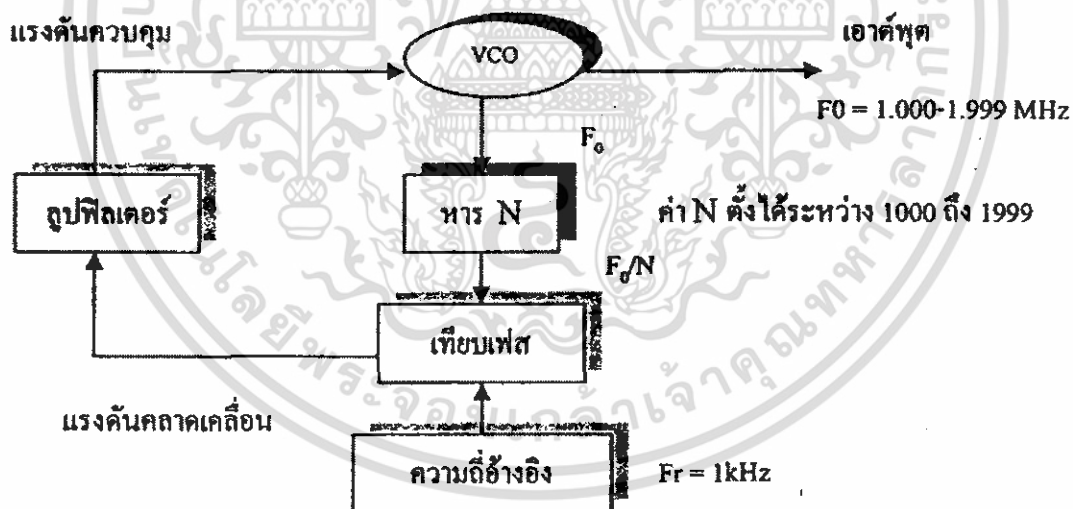 แรงดันควบคุม
VCO
เอาต์พุต
F0 = 1.000-1.999 MHz
F₀
ลูปฟิลเตอร์
หาร N
ค่า N ตั้งได้ระหว่าง 1000 ถึง 1999
F₀/N
เทียบเฟส
แรงดันคลาดเคลื่อน
ความถี่อ้างอิง
Fr = 1kHz